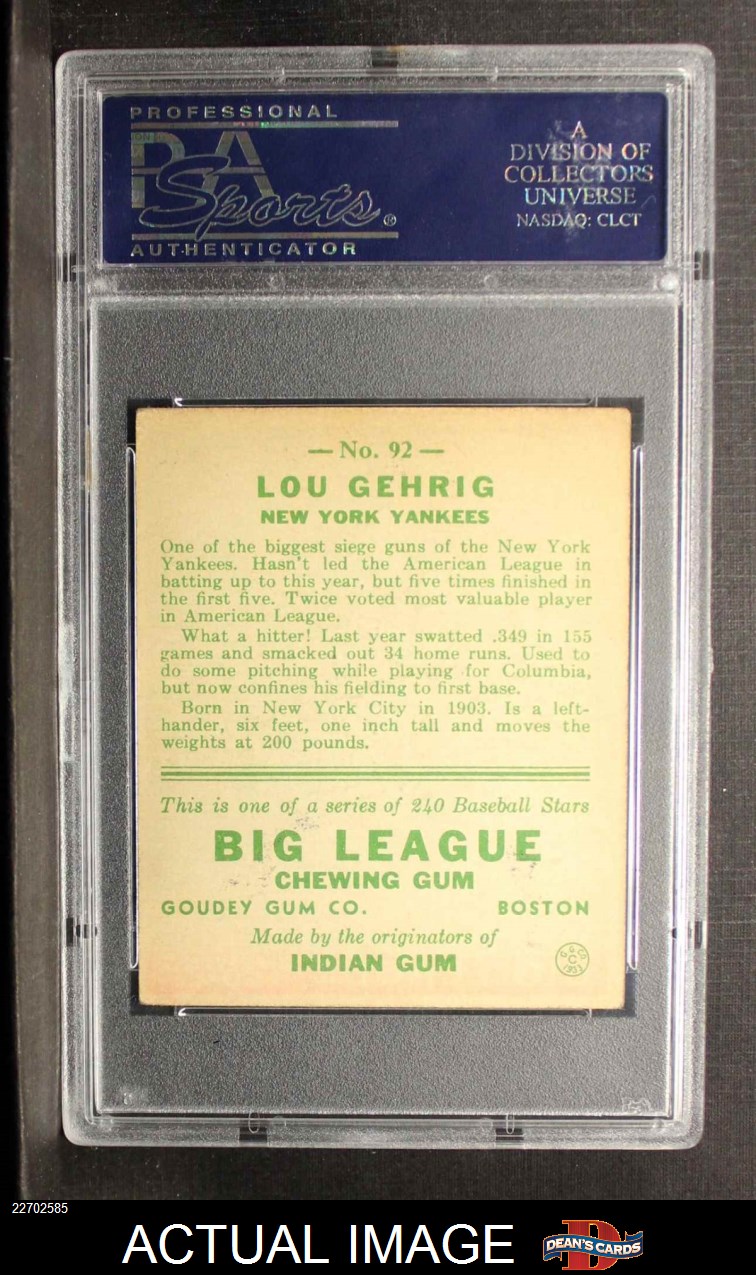 PROFESSIONAL
PSA
Sports®
AUTHENTICATOR
A
DIVISION OF
COLLECTORS
UNIVERSE
NASDAQ: CLCT
— No. 92 —
LOU GEHRIG
NEW YORK YANKEES
One of the biggest siege guns of the New York
Yankees. Hasn't led the American League in
batting up to this year, but five times finished in
the first five. Twice voted most valuable player
in American League.
What a hitter! Last year swatted .349 in 155
games and smacked out 34 home runs. Used to
do some pitching while playing for Columbia,
but now confines his fielding to first base.
Born in New York City in 1903. Is a left-
hander, six feet, one inch tall and moves the
weights at 200 pounds.
This is one of a series of 240 Baseball Stars
BIG LEAGUE
CHEWING GUM
GOUDEY GUM CO. BOSTON
Made by the originators of
INDIAN GUM
G. G. CO.
C
1933
22702585
ACTUAL IMAGE
D
DEAN'S CARDS